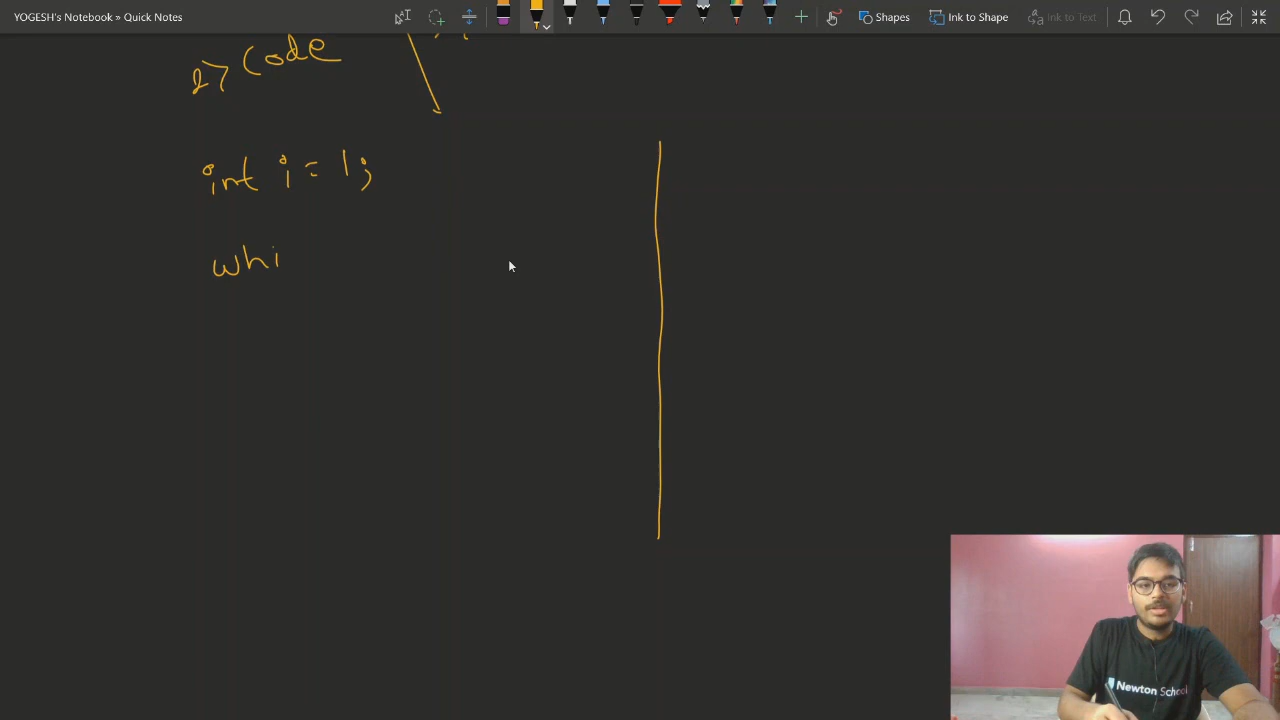 YOGESH's Notebook » Quick Notes
Shapes
Ink to Shape
Ink to Text
2> Code
int i = 1;
whi
Newton School